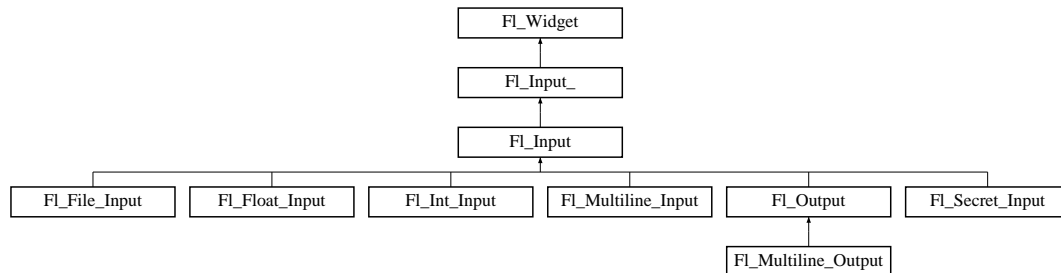 Fl_Widget
Fl_Input_
Fl_Input
Fl_File_Input
Fl_Float_Input
Fl_Int_Input
Fl_Multiline_Input
Fl_Output
Fl_Secret_Input
Fl_Multiline_Output